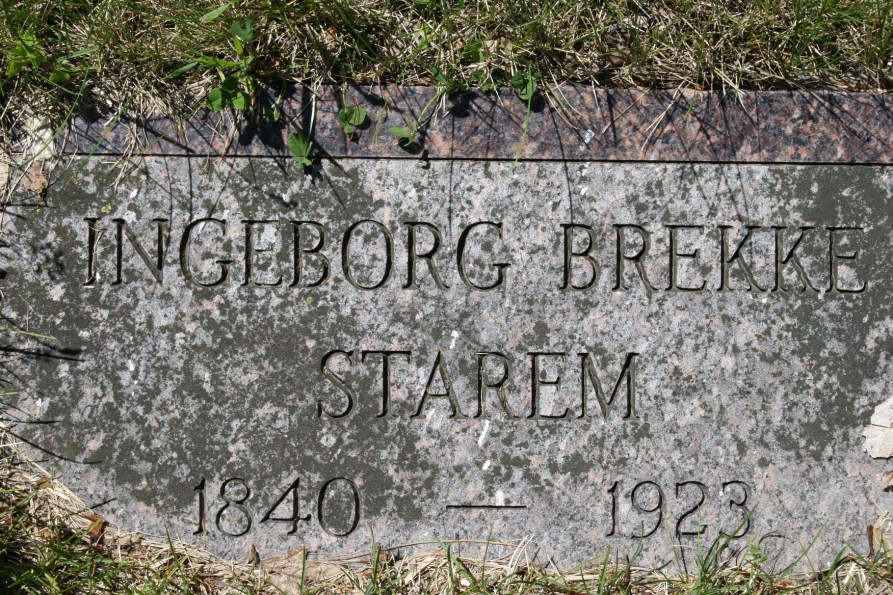 INGEBORG BREKKE
STAREM
1840 — 1923